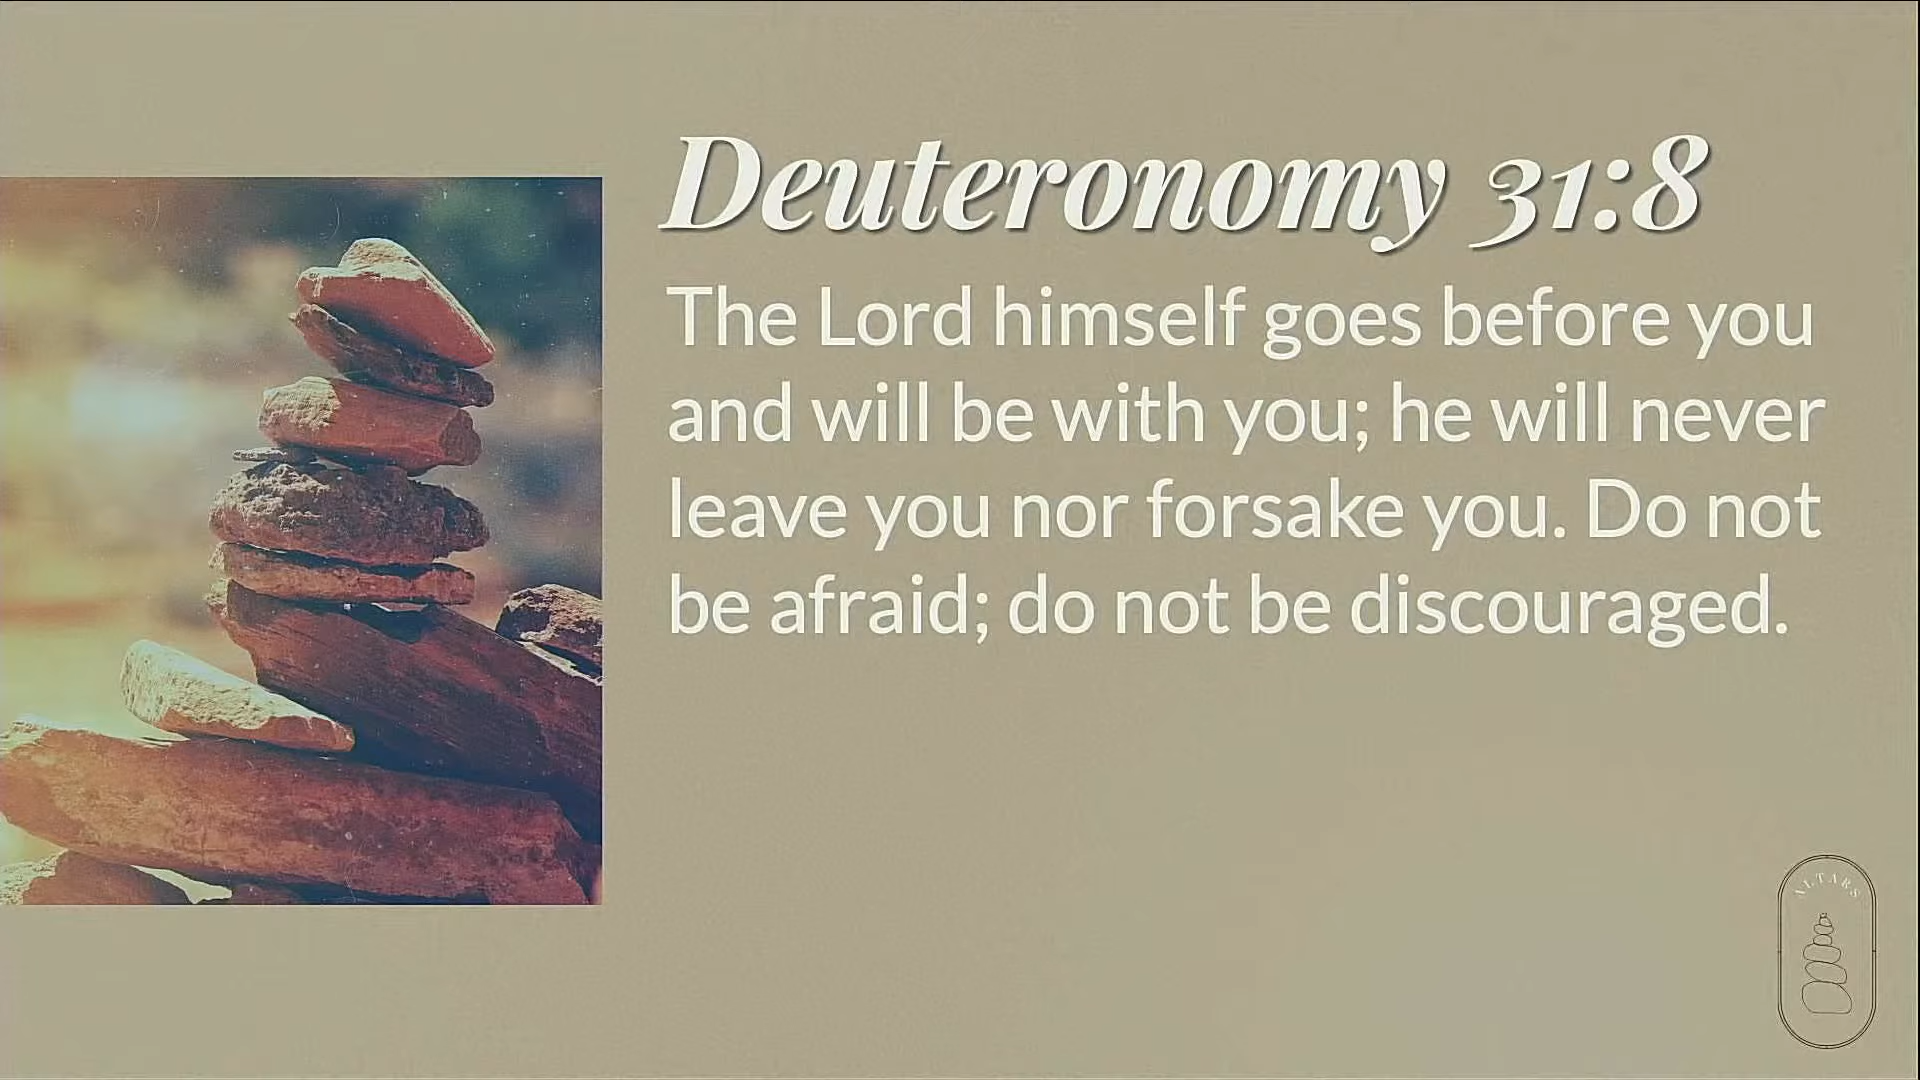 Deuteronomy 31:8
The Lord himself goes before you
and will be with you; he will never
leave you nor forsake you. Do not
be afraid; do not be discouraged.
ALTARS